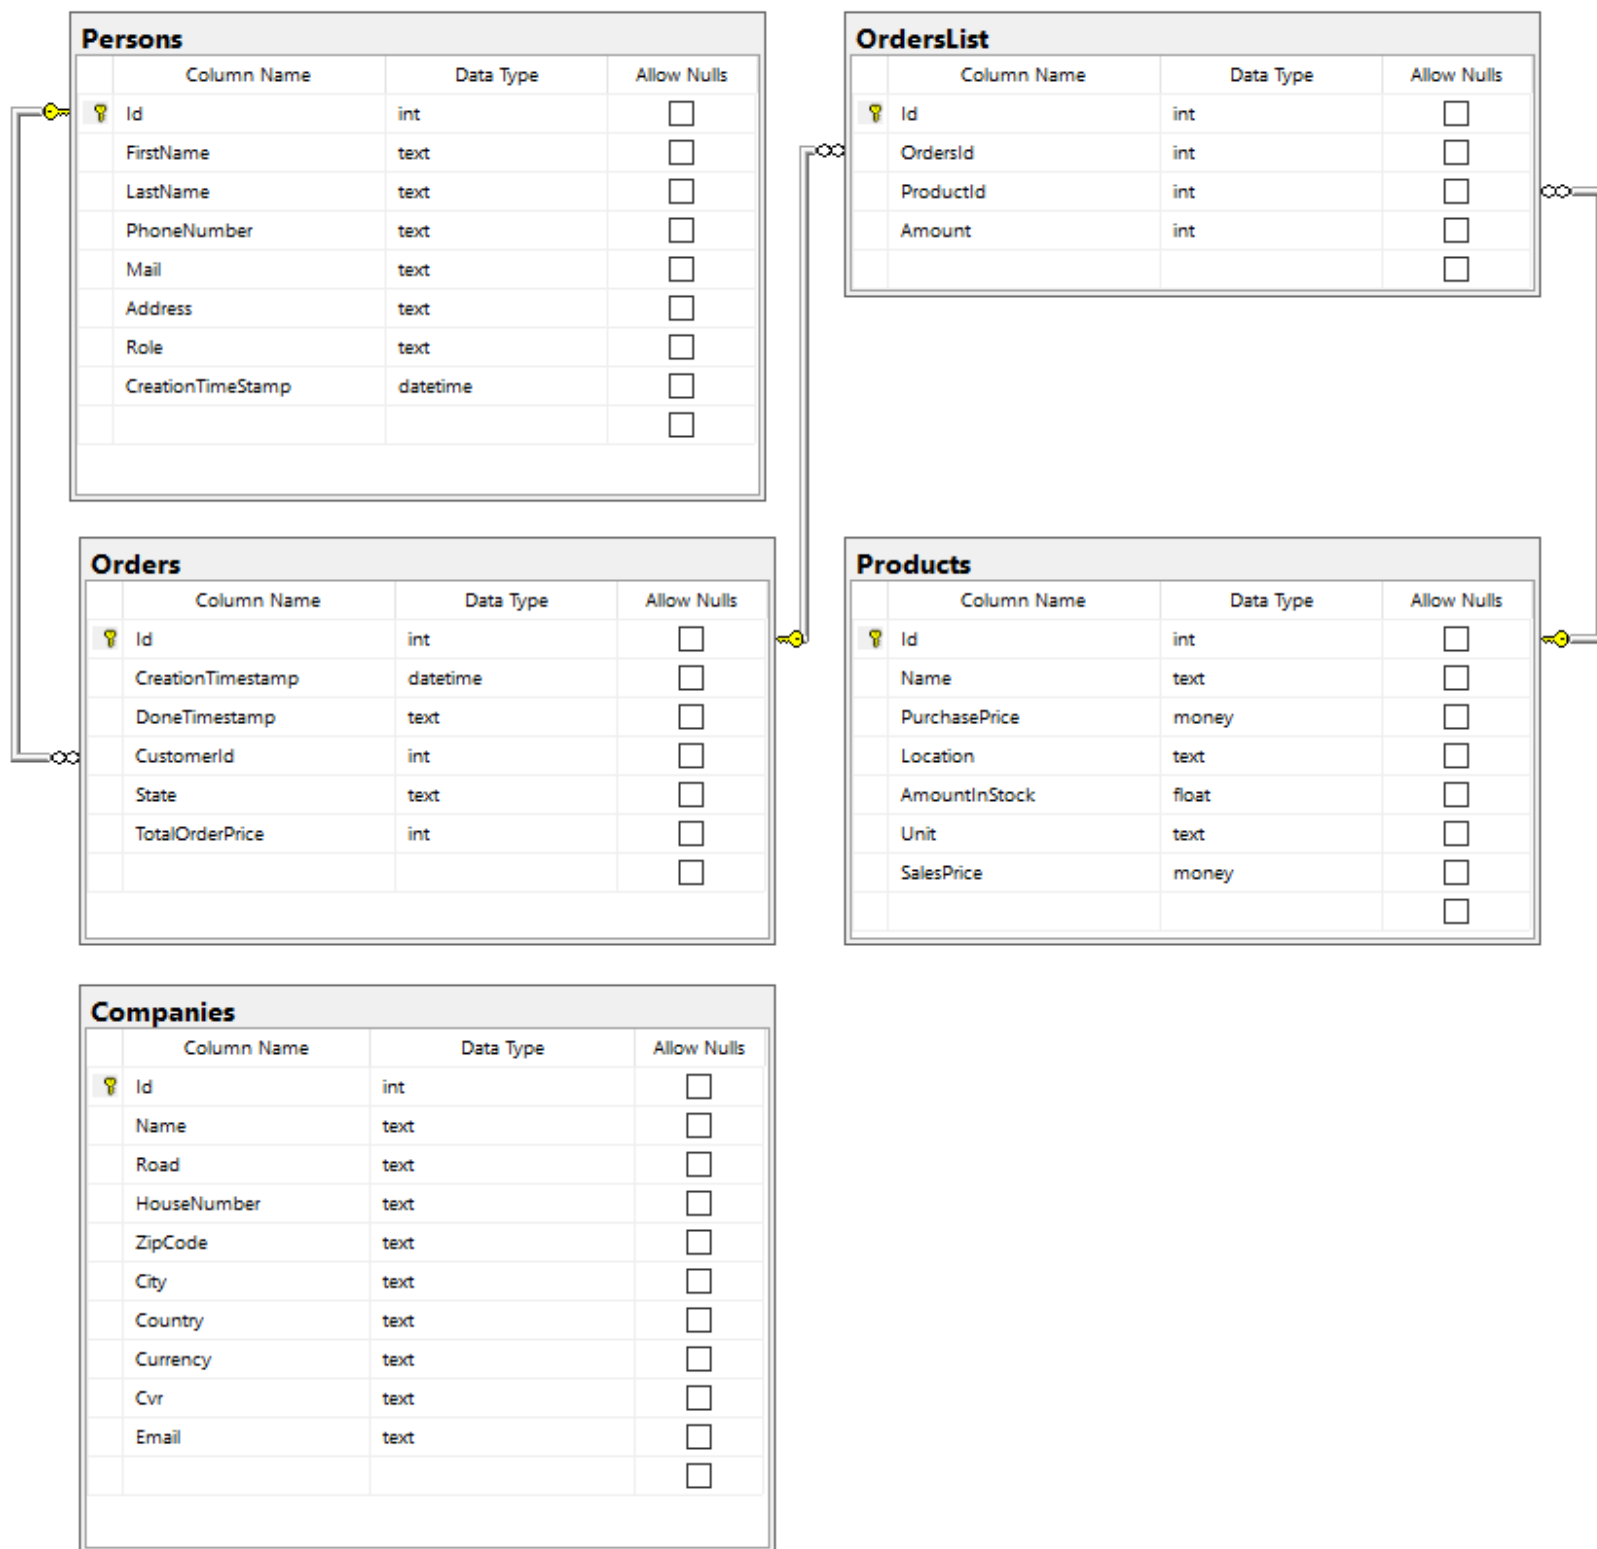 Persons
Column Name Data Type Allow Nulls
Id int
FirstName text
LastName text
PhoneNumber text
Mail text
Address text
Role text
CreationTimeStamp datetime
OrdersList
Column Name Data Type Allow Nulls
Id int
OrdersId int
ProductId int
Amount int
Orders
Column Name Data Type Allow Nulls
Id int
CreationTimestamp datetime
DoneTimestamp text
CustomerId int
State text
TotalOrderPrice int
Products
Column Name Data Type Allow Nulls
Id int
Name text
PurchasePrice money
Location text
AmountInStock float
Unit text
SalesPrice money
Companies
Column Name Data Type Allow Nulls
Id int
Name text
Road text
HouseNumber text
ZipCode text
City text
Country text
Currency text
Cvr text
Email text